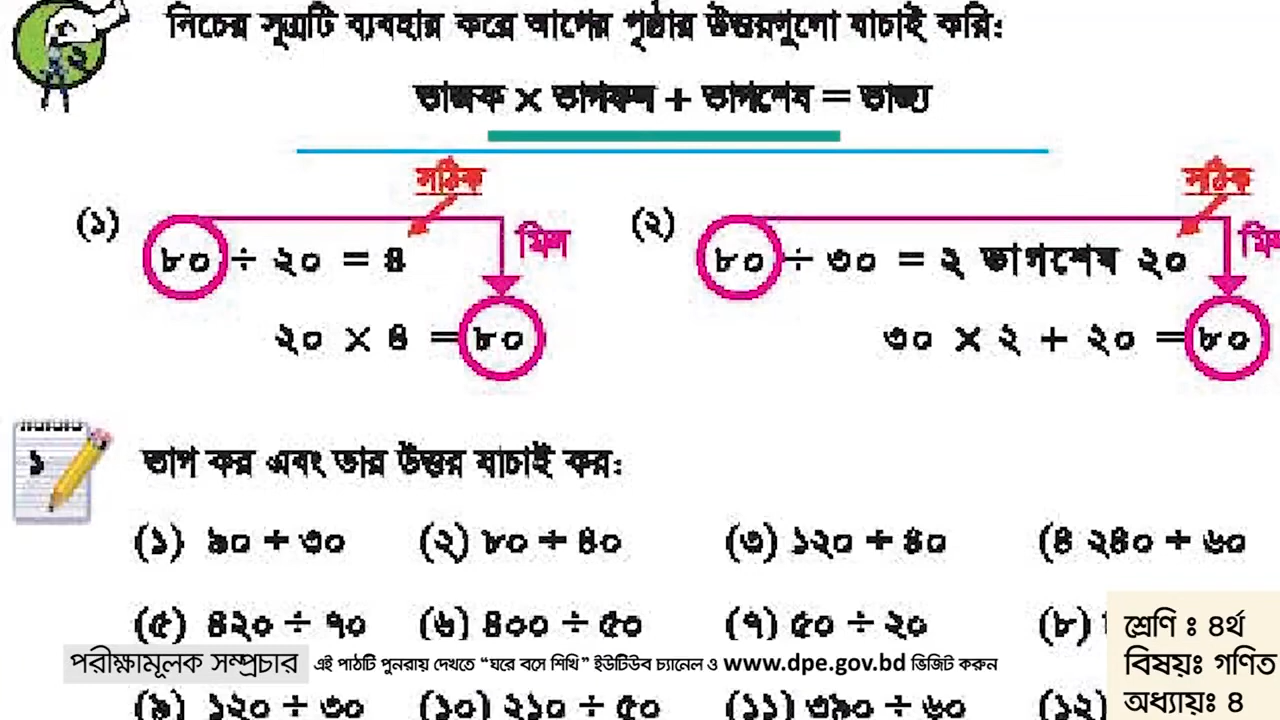 ২ নিচের সূত্রটি ব্যবহার করে আগের পৃষ্ঠার উত্তরগুলো যাচাই করি:
ভাজক × ভাগফল + ভাগশেষ = ভাজ্য
সঠিক সঠিক
(১) ৮০ ÷ ২০ = ৪ মিল (২) ৮০ ÷ ৩০ = ২ ভাগশেষ ২০
২০ × ৪ = ৮০ ৩০ × ২ + ২০ = ৮০
১ ভাগ কর এবং তার উত্তর যাচাই কর:
(১) ৯০ ÷ ৩০ (২) ৮০ ÷ ৪০ (৩) ১২০ ÷ ৪০ (৪ ২৪০ ÷ ৬০
(৫) ৪২০ ÷ ৭০ (৬) ৪০০ ÷ ৫০ (৭) ৫০ ÷ ২০ (৮)
(৯) ১২০ ÷ ৩০ (১০) ২১০ ÷ ৫০ (১১) ৩৯০ ÷ ৬০ (১২)
পরীক্ষামূলক সম্প্রচার এই পাঠটি পুনরায় দেখতে “ঘরে বসে শিখি” ইউটিউব চ্যানেল ও www.dpe.gov.bd ভিজিট করুন
শ্রেণি ঃ ৪র্থ
বিষয়ঃ গণিত
অধ্যায়ঃ ৪